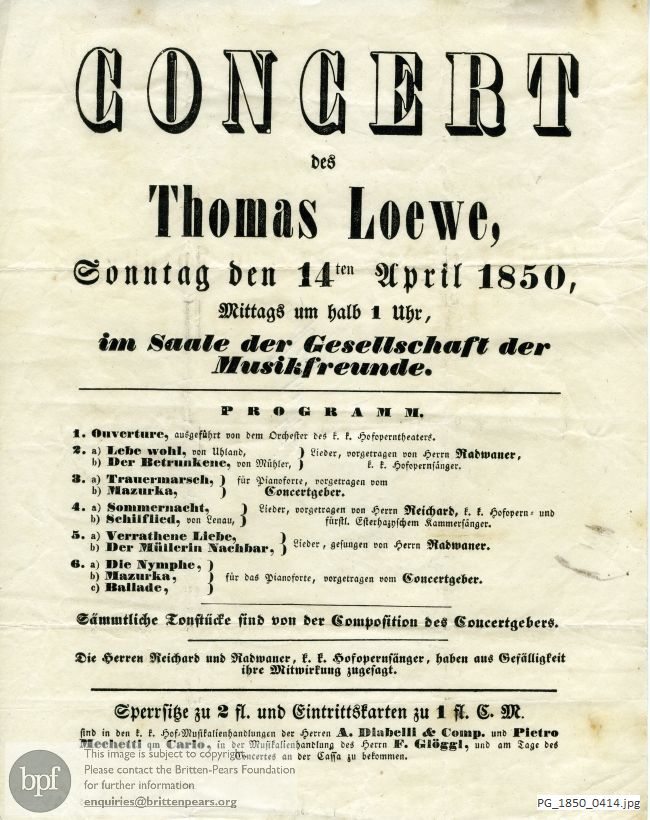 CONCERT
des
Thomas Loewe,
Sonntag den 14ten April 1850,
Mittags um halb 1 Uhr,
im Saale der Gesellschaft der
Musikfreunde.
PROGRAMM.
1. Ouverture, ausgeführt von dem Orchester des k. k. Hofoperntheaters.
2. a) Lebe wohl, von Uhland, } Lieder, vorgetragen von Herrn Radwaner,
b) Der Betrunkene, von Mühler, } k. k. Hofopernsänger.
3. a) Trauermarsch, } für Pianoforte, vorgetragen vom
b) Mazurka, } Concertgeber.
4. a) Sommernacht, } Lieder, vorgetragen von Herrn Reichard, k. k. Hofopern- und
b) Schilflied, von Lenau, } fürstl. Esterhazyschem Kammersänger.
5. a) Verrathene Liebe,
b) Der Müllerin Nachbar, } Lieder, gesungen von Herrn Radwaner.
6. a) Die Nymphe,
b) Mazurka, } für das Pianoforte, vorgetragen vom Concertgeber.
c) Ballade,
Sämmtliche Tonstücke sind von der Composition des Concertgebers.
Die Herren Reichard und Radwaner, k. k. Hofopernsänger, haben aus Gefälligkeit
ihre Mitwirkung zugesagt.
Sperrsitze zu 2 fl. und Eintrittskarten zu 1 fl. C. M.
sind in den k. k. Hof-Musikalienhandlungen der Herren A. Diabelli & Comp. und Pietro
Mechetti qm Carlo, in der Musikalienhandlung des Herrn F. Glöggl, und am Tage des
Concertes an der Cassa zu bekommen.
bpf
This image is subject to copyright.
Please contact the Britten-Pears Foundation
for further information
enquiries@brittenpears.org
PG_1850_0414.jpg